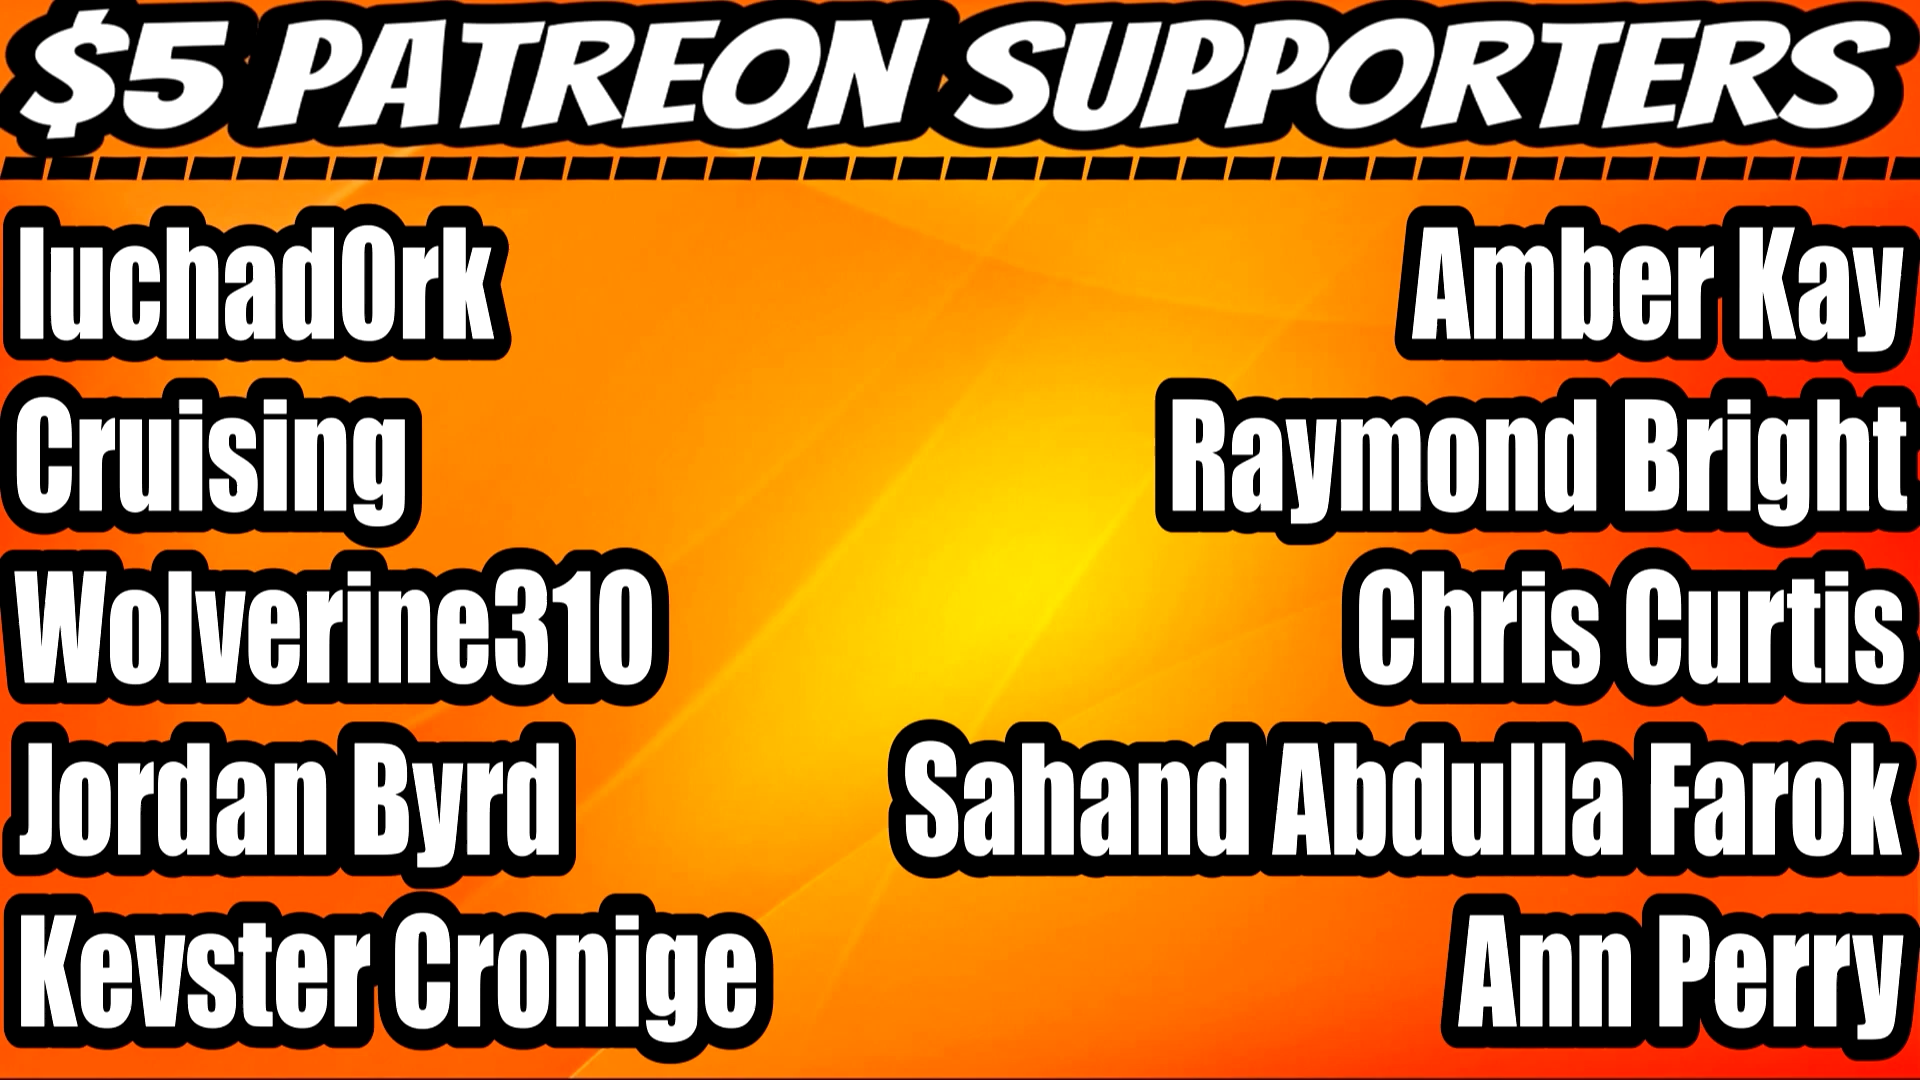 $5 PATREON SUPPORTERS
luchad0rk
Cruising
Wolverine310
Jordan Byrd
Kevster Cronige
Amber Kay
Raymond Bright
Chris Curtis
Sahand Abdulla Farok
Ann Perry